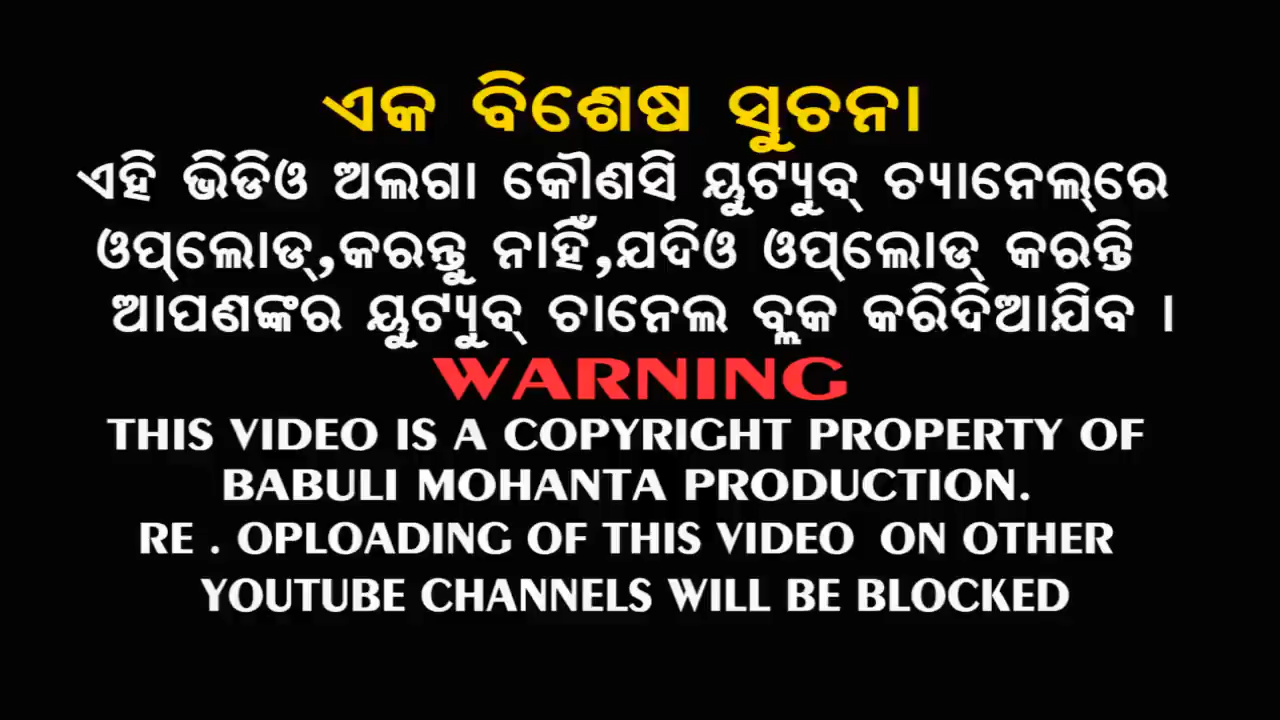 ଏକ ବିଶେଷ ସୁଚନା
ଏହି ଭିଡିଓ ଅଲଗା କୌଣସି ୟୁଟ୍ୟୁବ୍ ଚ୍ୟାନେଲ୍‌ରେ
ଓପ୍‌ଲୋଡ୍,କରନ୍ତୁ ନାହିଁ,ଯଦିଓ ଓପ୍‌ଲୋଡ୍ କରନ୍ତି
ଆପଣଙ୍କର ୟୁଟ୍ୟୁବ୍ ଚାନେଲ ବ୍ଲକ କରିଦିଆଯିବ ।
WARNING
THIS VIDEO IS A COPYRIGHT PROPERTY OF
BABULI MOHANTA PRODUCTION.
RE . OPLOADING OF THIS VIDEO ON OTHER
YOUTUBE CHANNELS WILL BE BLOCKED